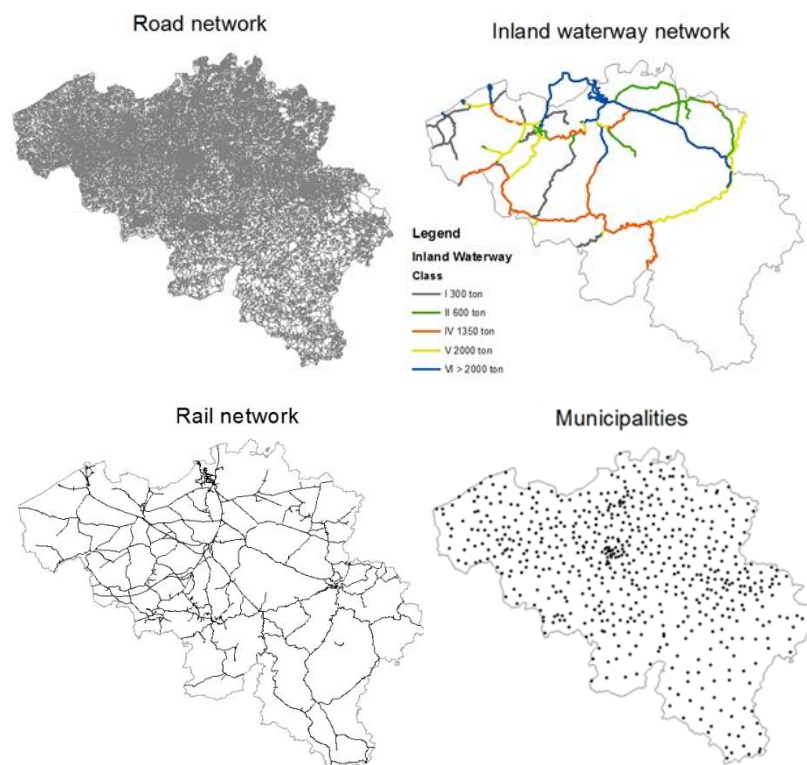 Road network
Inland waterway network
Legend
Inland Waterway
Class
I 300 ton
II 600 ton
IV 1350 ton
V 2000 ton
VI > 2000 ton
Rail network
Municipalities